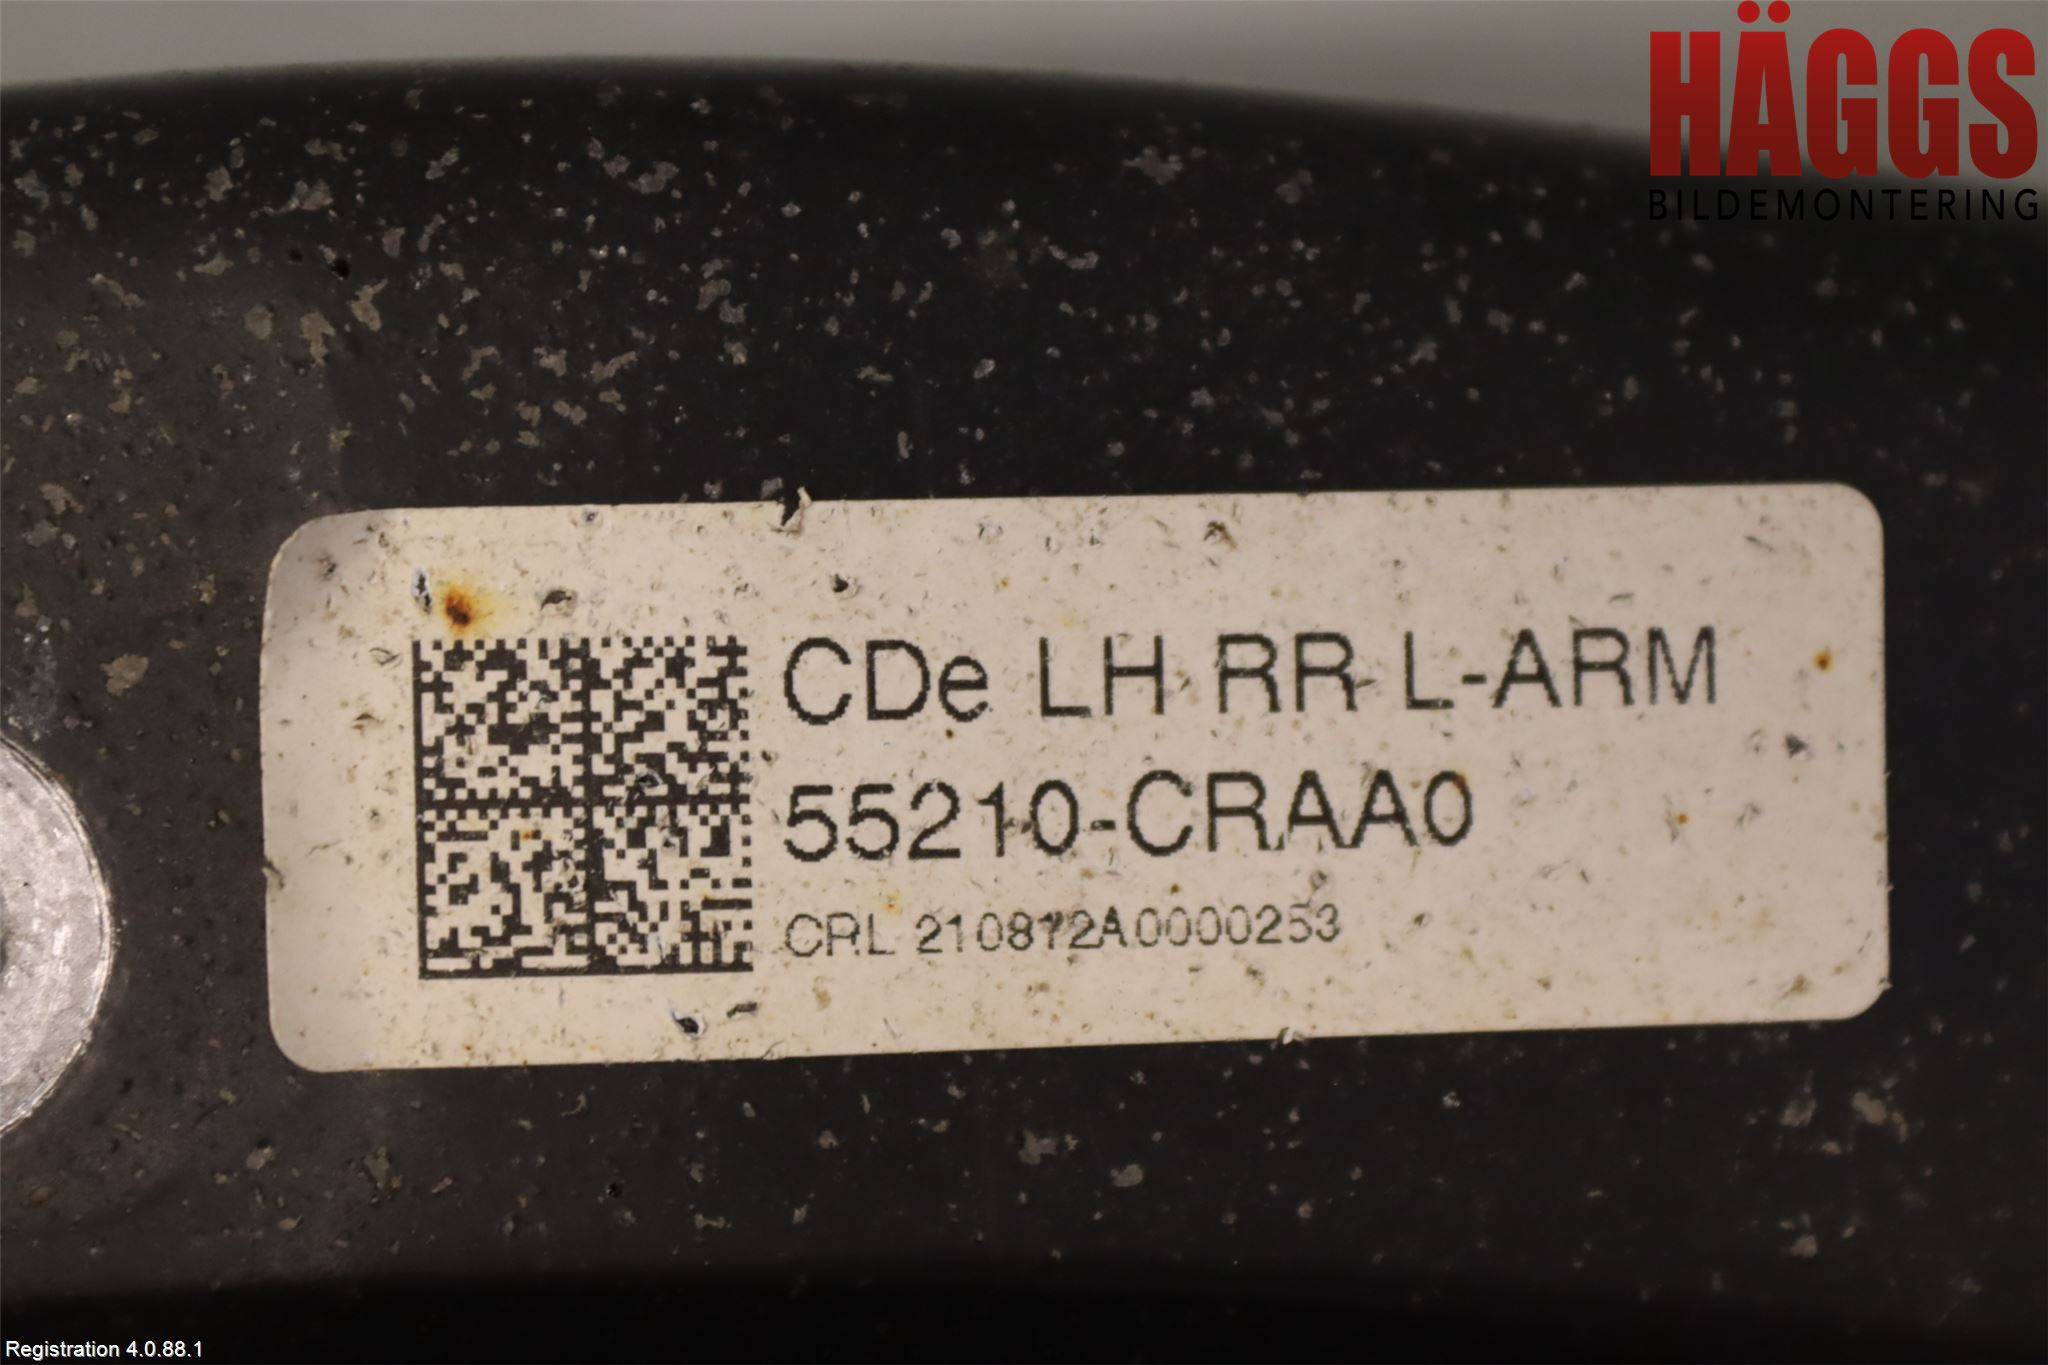 HÄGGS
BILDEMONTERING
CDe LH RR L-ARM
55210-CRAA0
CRL 210812A0000253
Registration 4.0.88.1